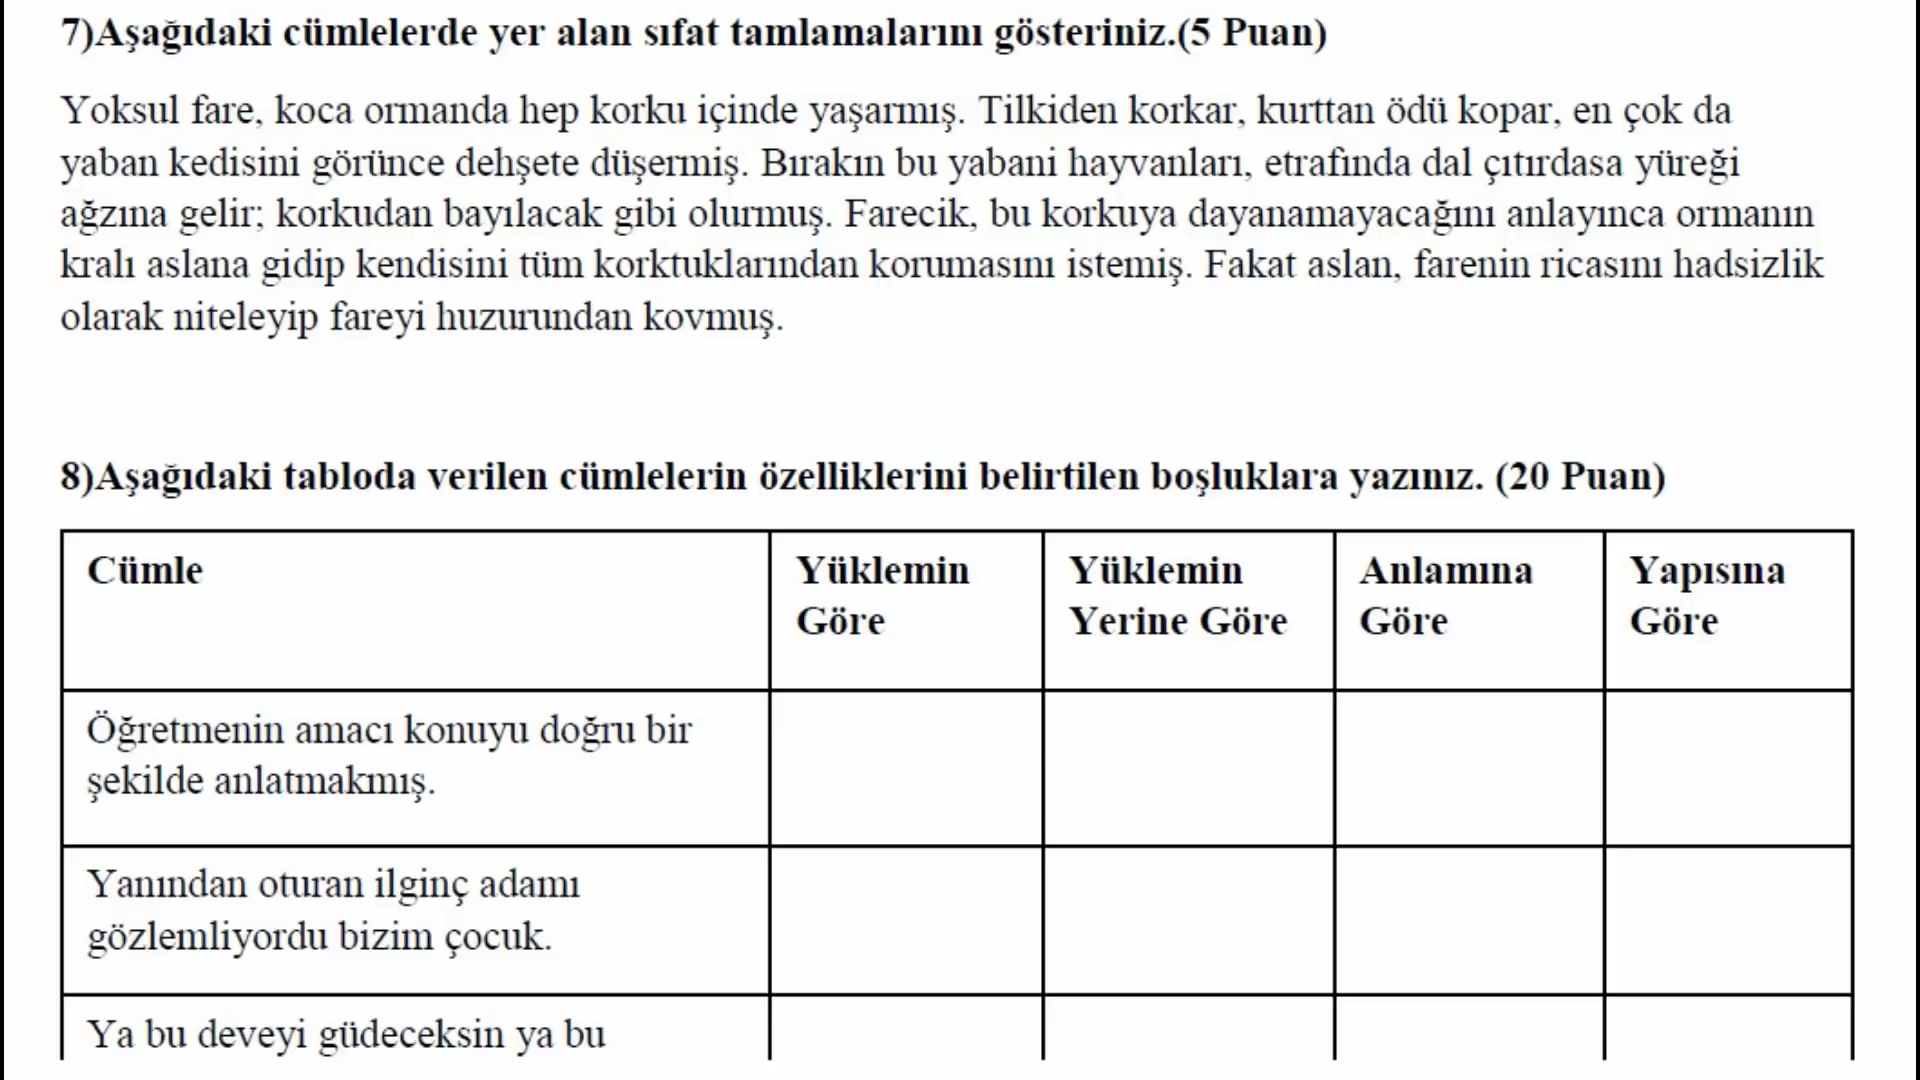 7)Aşağıdaki cümlelerde yer alan sıfat tamlamalarını gösteriniz.(5 Puan)
Yoksul fare, koca ormanda hep korku içinde yaşarmış. Tilkiden korkar, kurttan ödü kopar, en çok da
yaban kedisini görünce dehşete düşermiş. Bırakın bu yabani hayvanları, etrafında dal çıtırdasa yüreği
ağzına gelir; korkudan bayılacak gibi olurmuş. Farecik, bu korkuya dayanamayacağını anlayınca ormanın
kralı aslana gidip kendisini tüm korktuklarından korumasını istemiş. Fakat aslan, farenin ricasını hadsizlik
olarak niteleyip fareyi huzurundan kovmuş.
8)Aşağıdaki tabloda verilen cümlelerin özelliklerini belirtilen boşluklara yazınız. (20 Puan)
Cümle
Yüklemin
Göre
Yüklemin
Yerine Göre
Anlamına
Göre
Yapısına
Göre
Öğretmenin amacı konuyu doğru bir
şekilde anlatmakmış.
Yanından oturan ilginç adamı
gözlemliyordu bizim çocuk.
Ya bu deveyi güdeceksin ya bu